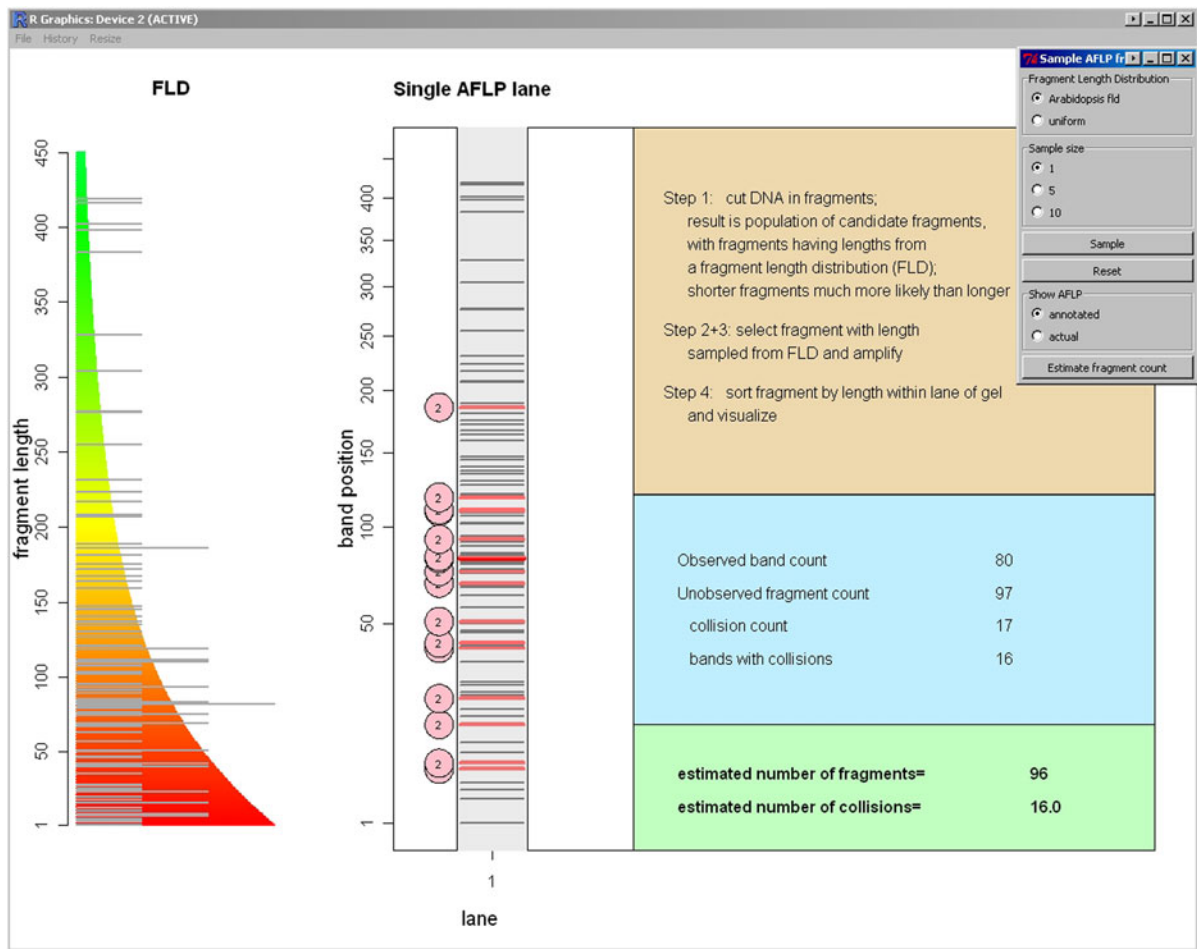 R Graphics: Device 2 (ACTIVE)
File History Resize
FLD
Single AFLP lane
fragment length
450
400
350
300
250
200
150
100
50
1
band position
400
350
300
250
200
150
100
50
1
2
2
2
2
2
2
2
2
2
2
1
lane
Step 1: cut DNA in fragments;
result is population of candidate fragments,
with fragments having lengths from
a fragment length distribution (FLD);
shorter fragments much more likely than longer
Step 2+3: select fragment with length
sampled from FLD and amplify
Step 4: sort fragment by length within lane of gel
and visualize
Observed band count 80
Unobserved fragment count 97
collision count 17
bands with collisions 16
estimated number of fragments= 96
estimated number of collisions= 16.0
Sample AFLP fr
Fragment Length Distribution
Arabidopsis fld
uniform
Sample size
1
5
10
Sample
Reset
Show AFLP
annotated
actual
Estimate fragment count